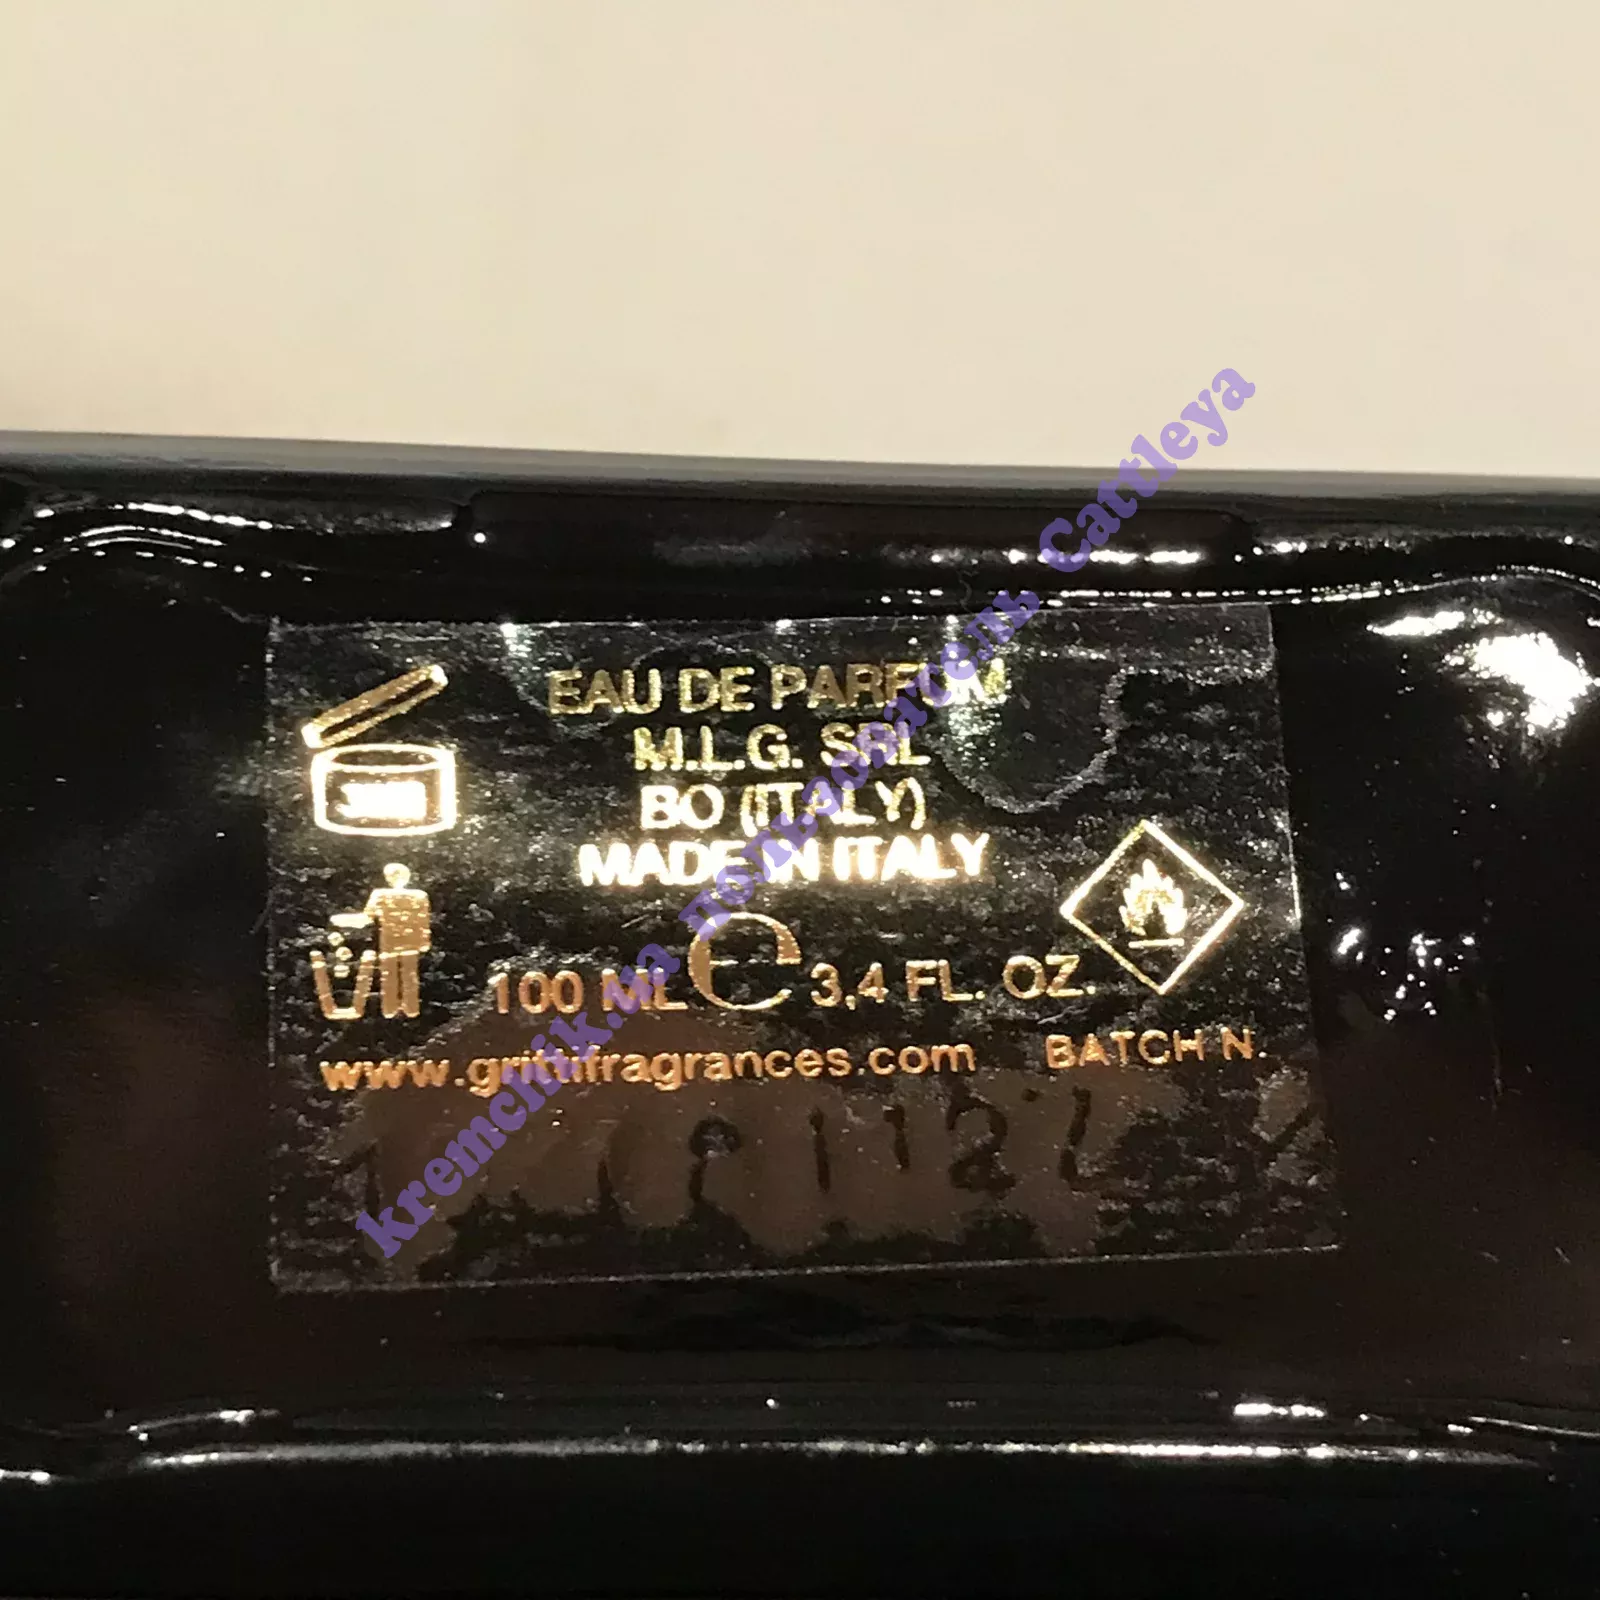 EAU DE PARFUM
M.L.G. SRL
BO (ITALY)
MADE IN ITALY
100 ML e 3,4 FL. OZ.
www.grittifragrances.com BATCH N.
kremchik.ua пользователь Cattleya